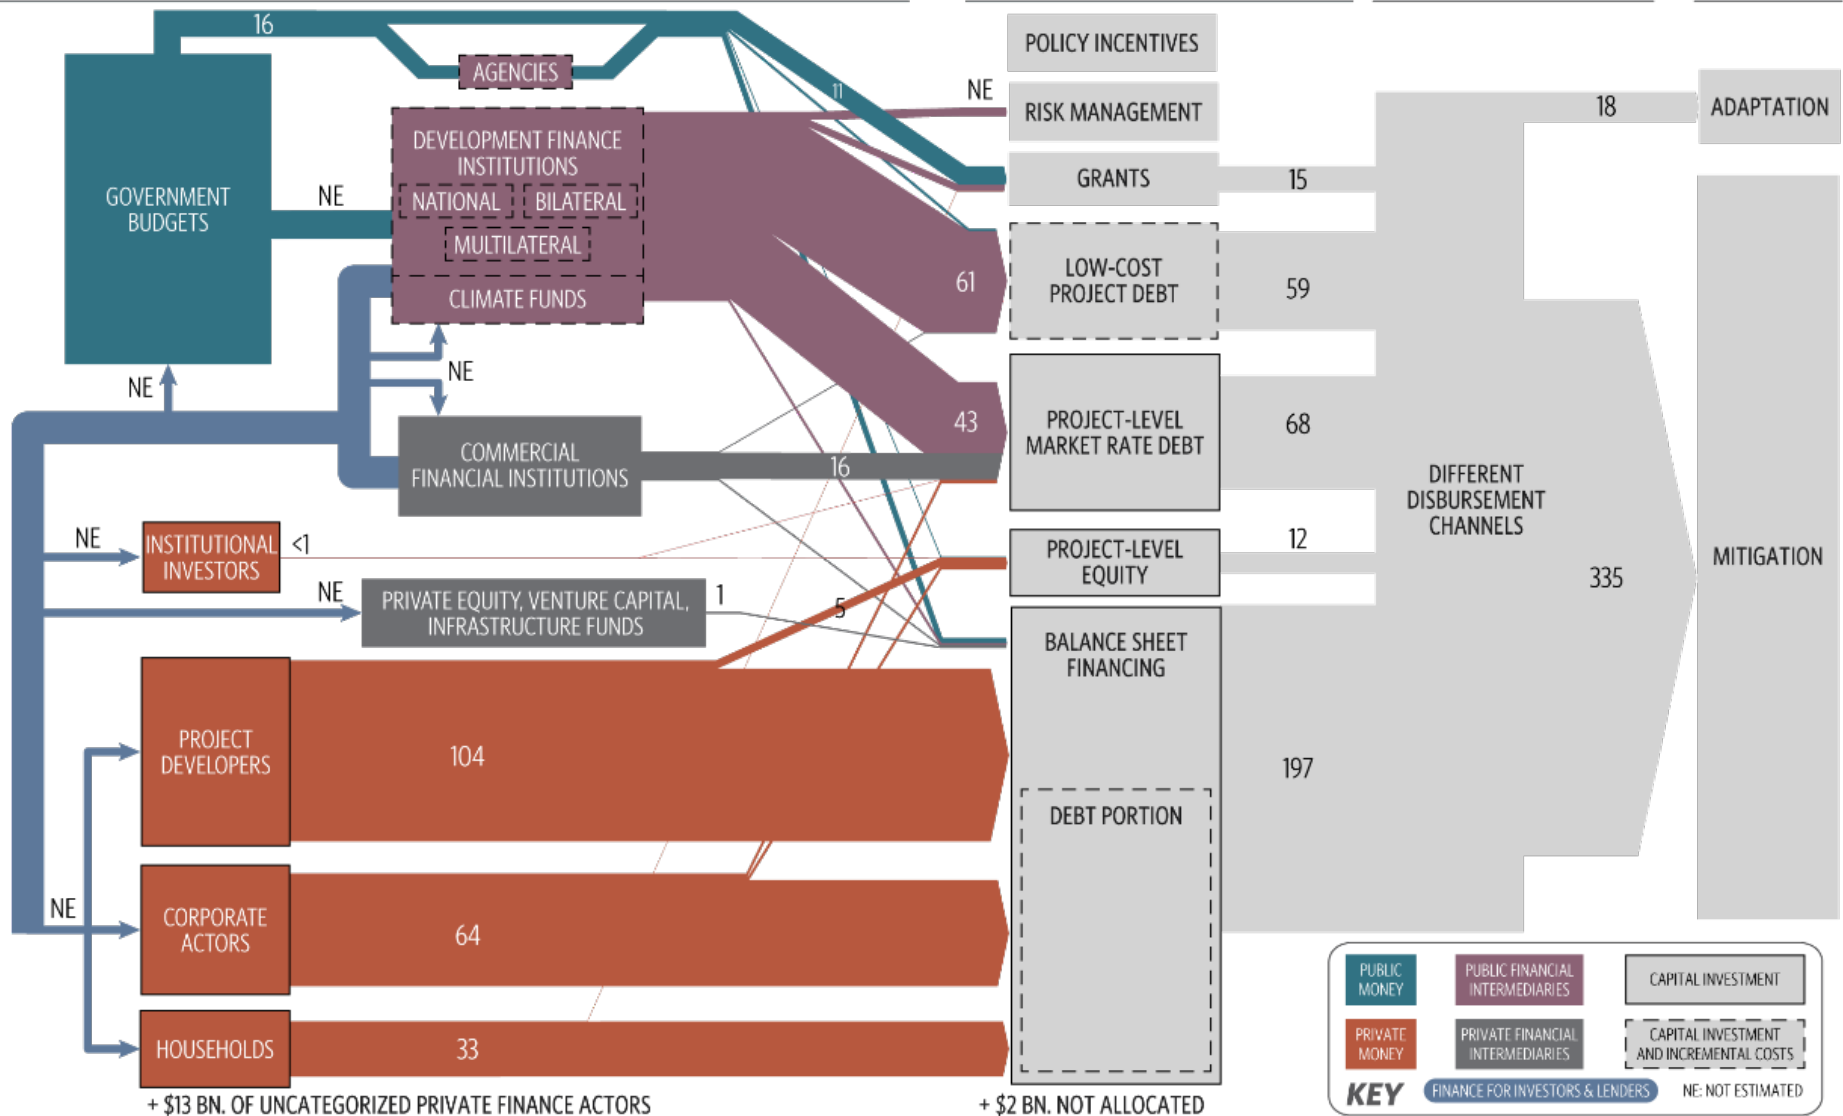 16
AGENCIES
GOVERNMENT
BUDGETS
NE
DEVELOPMENT FINANCE
INSTITUTIONS
NATIONAL
BILATERAL
MULTILATERAL
CLIMATE FUNDS
NE
NE
COMMERCIAL
FINANCIAL INSTITUTIONS
NE
INSTITUTIONAL
INVESTORS
<1
NE
PRIVATE EQUITY, VENTURE CAPITAL,
INFRASTRUCTURE FUNDS
1
PROJECT
DEVELOPERS
104
NE
CORPORATE
ACTORS
64
HOUSEHOLDS
33
+ $13 BN. OF UNCATEGORIZED PRIVATE FINANCE ACTORS
11
NE
61
43
16
5
POLICY INCENTIVES
RISK MANAGEMENT
GRANTS
15
LOW-COST
PROJECT DEBT
59
PROJECT-LEVEL
MARKET RATE DEBT
68
PROJECT-LEVEL
EQUITY
12
BALANCE SHEET
FINANCING
197
DEBT PORTION
+ $2 BN. NOT ALLOCATED
DIFFERENT
DISBURSEMENT
CHANNELS
18
ADAPTATION
335
MITIGATION
PUBLIC
MONEY
PUBLIC FINANCIAL
INTERMEDIARIES
CAPITAL INVESTMENT
PRIVATE
MONEY
PRIVATE FINANCIAL
INTERMEDIARIES
CAPITAL INVESTMENT
AND INCREMENTAL COSTS
KEY
FINANCE FOR INVESTORS & LENDERS
NE: NOT ESTIMATED